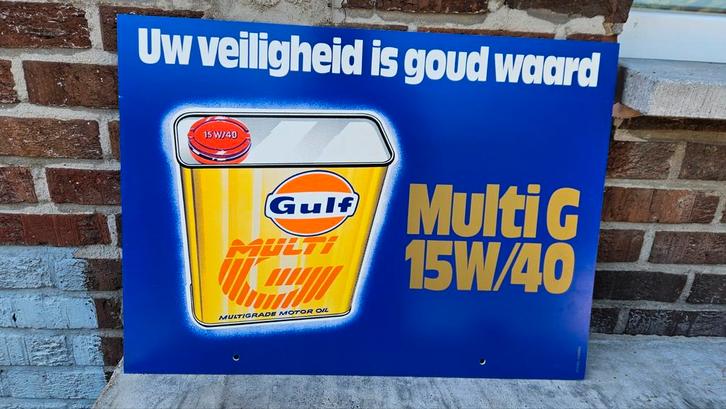 Uw veiligheid is goud waard
15W/40
Gulf
MULTI
G
MULTIGRADE MOTOR OIL
Multi G
15W/40